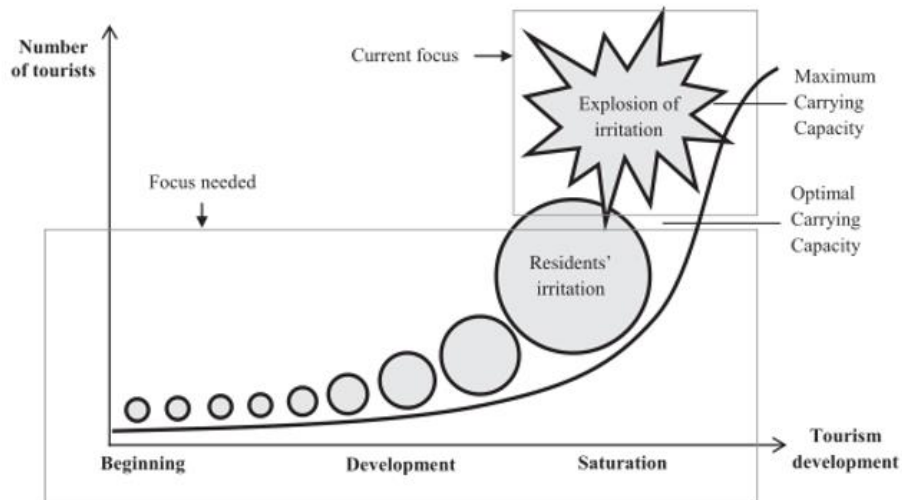 Number
of tourists
Current focus
Explosion of
irritation
Maximum
Carrying
Capacity
Focus needed
Optimal
Carrying
Capacity
Residents'
irritation
Beginning
Development
Saturation
Tourism
development